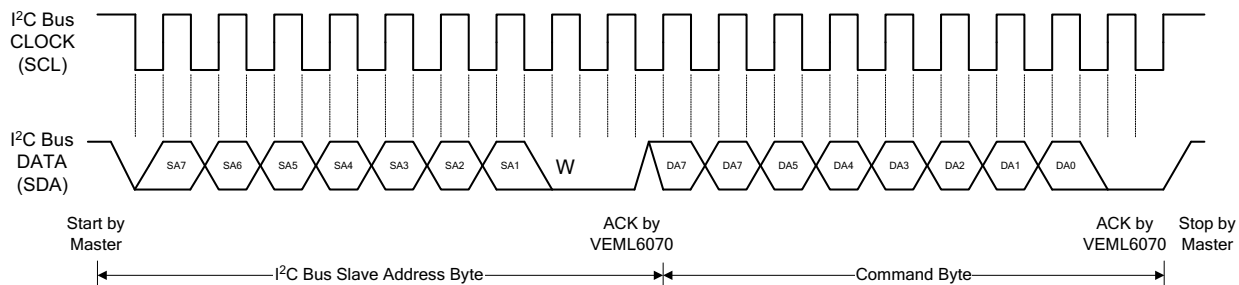 I²C Bus
CLOCK
(SCL)
I²C Bus
DATA
(SDA)
SA7 SA6 SA5 SA4 SA3 SA2 SA1 W DA7 DA7 DA5 DA4 DA3 DA2 DA1 DA0
Start by
Master
ACK by
VEML6070
ACK by
VEML6070
Stop by
Master
I²C Bus Slave Address Byte
Command Byte